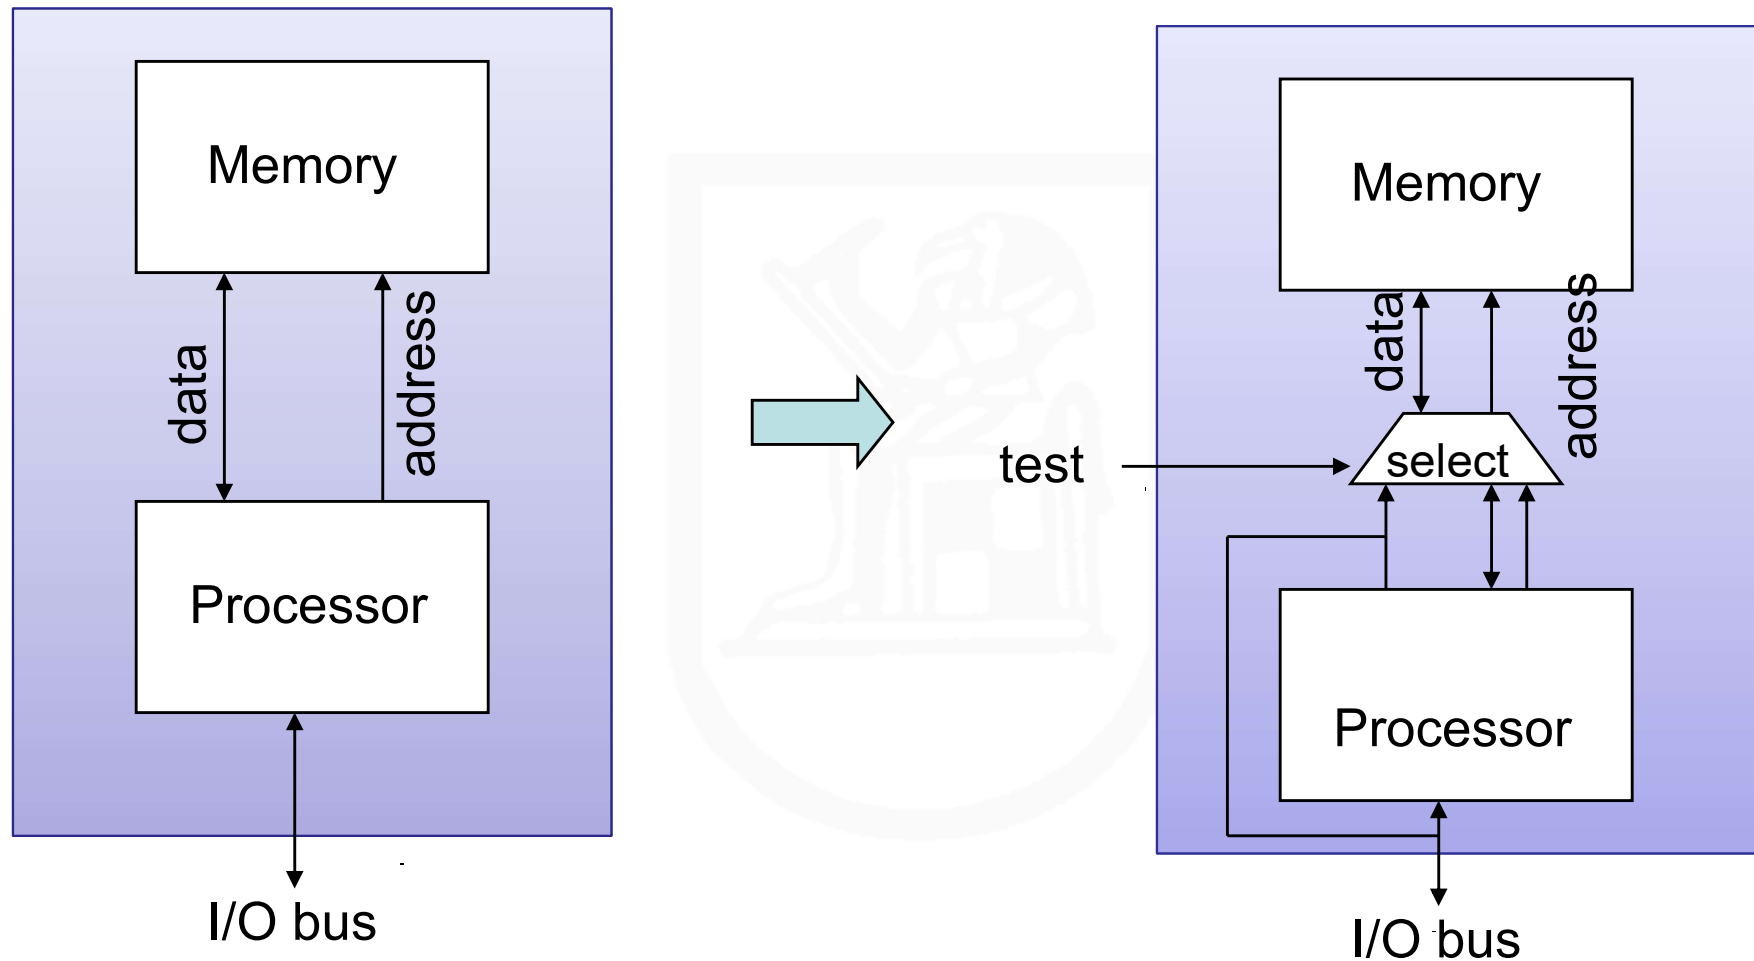 Memory
data
address
Processor
I/O bus
test
Memory
data
address
select
Processor
I/O bus